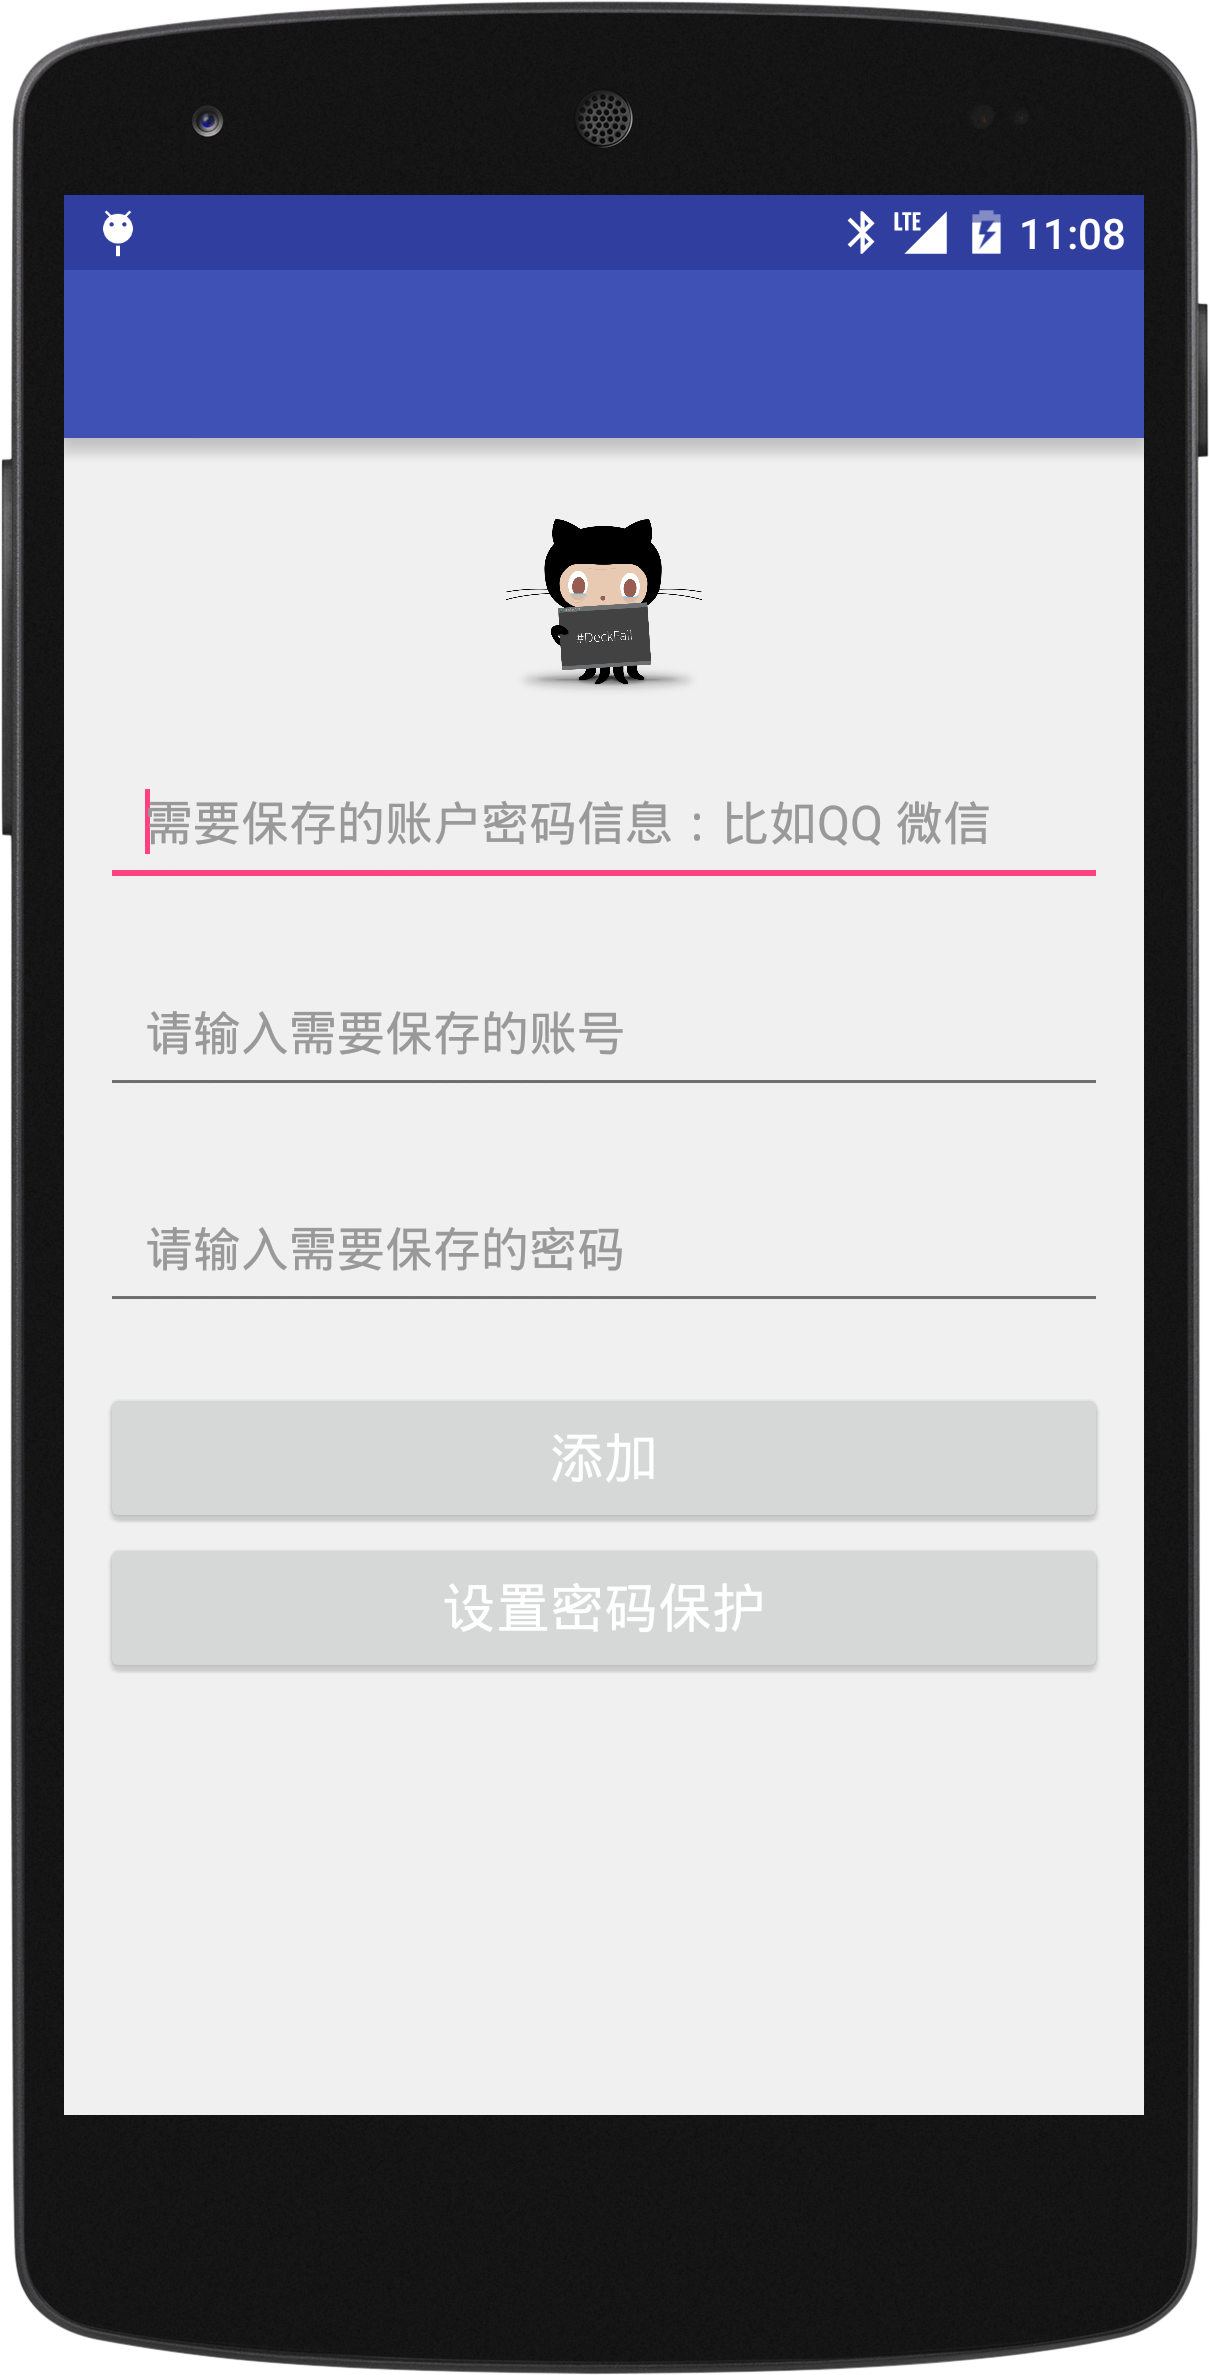 LTE 11:08
#DeckFail
需要保存的账户密码信息：比如QQ 微信
请输入需要保存的账号
请输入需要保存的密码
添加
设置密码保护